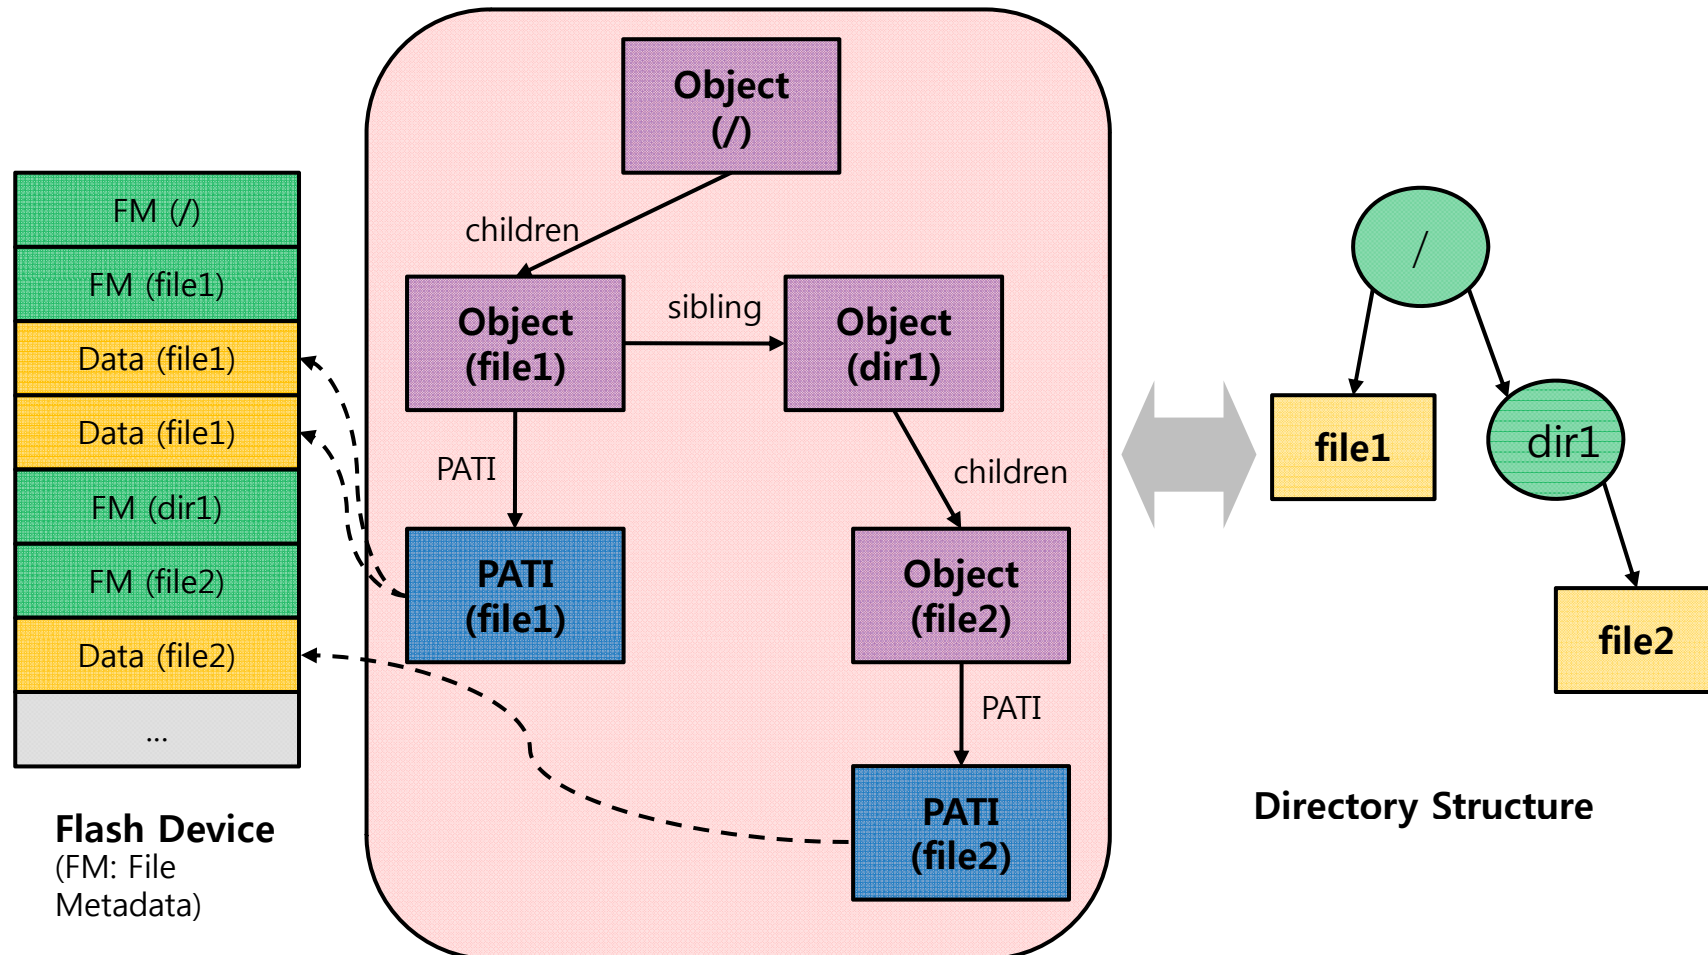 FM (/)
FM (file1)
Data (file1)
Data (file1)
FM (dir1)
FM (file2)
Data (file2)
...
Flash Device
(FM: File
Metadata)
Object
(/)
children
Object
(file1)
sibling
Object
(dir1)
PATI
children
PATI
(file1)
Object
(file2)
PATI
PATI
(file2)
/
file1
dir1
file2
Directory Structure